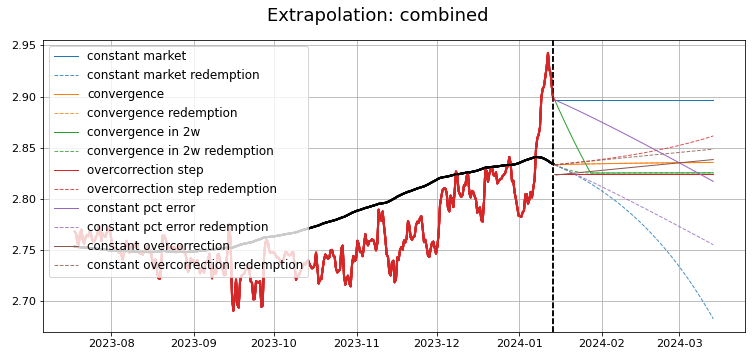 Extrapolation: combined
2.95
2.90
2.85
2.80
2.75
2.70
constant market
constant market redemption
convergence
convergence redemption
convergence in 2w
convergence in 2w redemption
overcorrection step
overcorrection step redemption
constant pct error
constant pct error redemption
constant overcorrection
constant overcorrection redemption
2023-08 2023-09 2023-10 2023-11 2023-12 2024-01 2024-02 2024-03